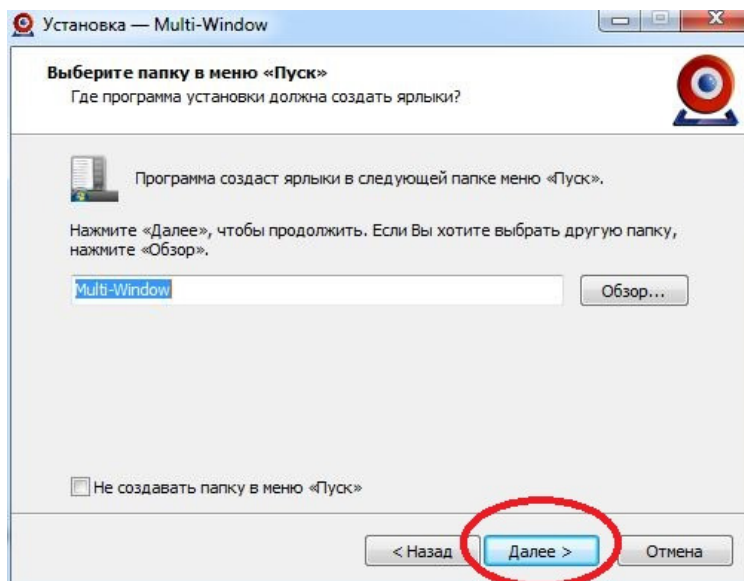 Установка — Multi-Window
Выберите папку в меню «Пуск»
Где программа установки должна создать ярлыки?
Программа создаст ярлыки в следующей папке меню «Пуск».
Нажмите «Далее», чтобы продолжить. Если Вы хотите выбрать другую папку,
нажмите «Обзор».
Multi-Window
Обзор...
Не создавать папку в меню «Пуск»
< Назад
Далее >
Отмена